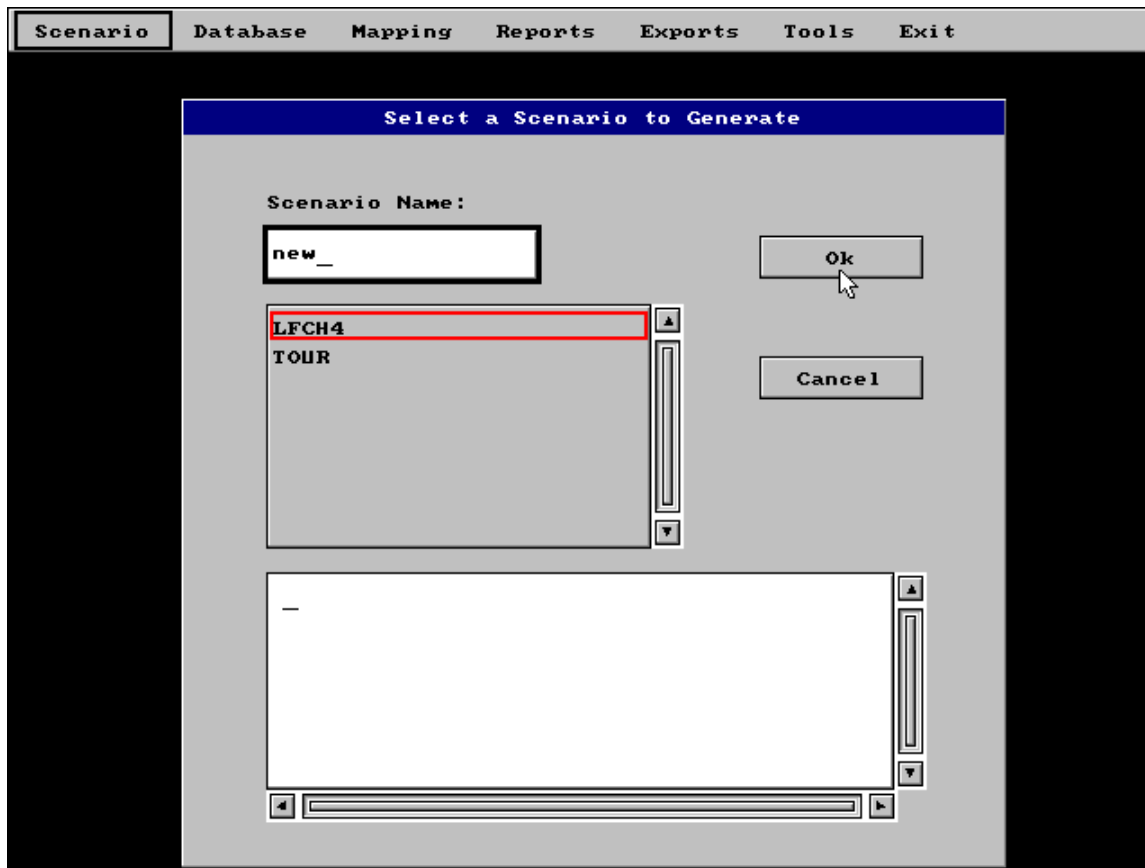 Scenario Database Mapping Reports Exports Tools Exit
Select a Scenario to Generate
Scenario Name:
new_
Ok
LFCH4
TOUR
Cancel
_